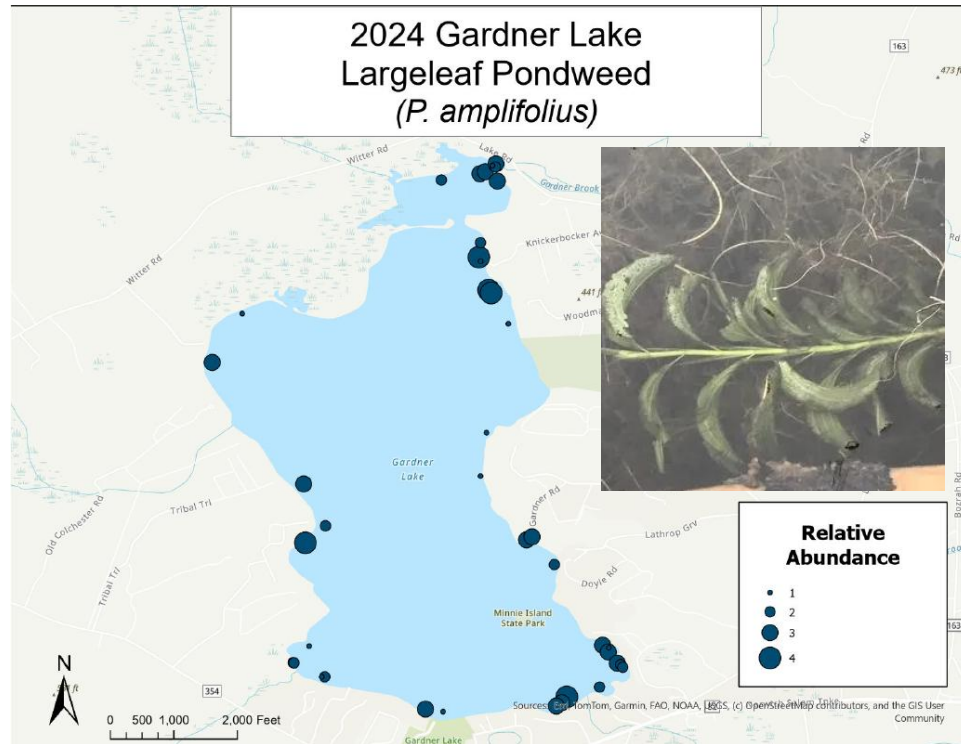 2024 Gardner Lake
Largeleaf Pondweed
(P. amplifolius)
163
473 ft
Witter Rd
Lake Rd
Gardner Brook
Knickerbocker Av
Witter Rd
441 ft
Woodma
Gardner
Lake
Gardner Rd
Old Colchester Rd
Tribal Trl
Lathrop Grv
Bozrah Rd
Tribal Trl
Doyle Rd
Minnie Island
State Park
163
Relative
Abundance
1
2
3
4
N
354
0 500 1,000 2,000 Feet
Gardner Lake
Sources: Esri, TomTom, Garmin, FAO, NOAA, USGS, (c) OpenStreetMap contributors, and the GIS User
Community